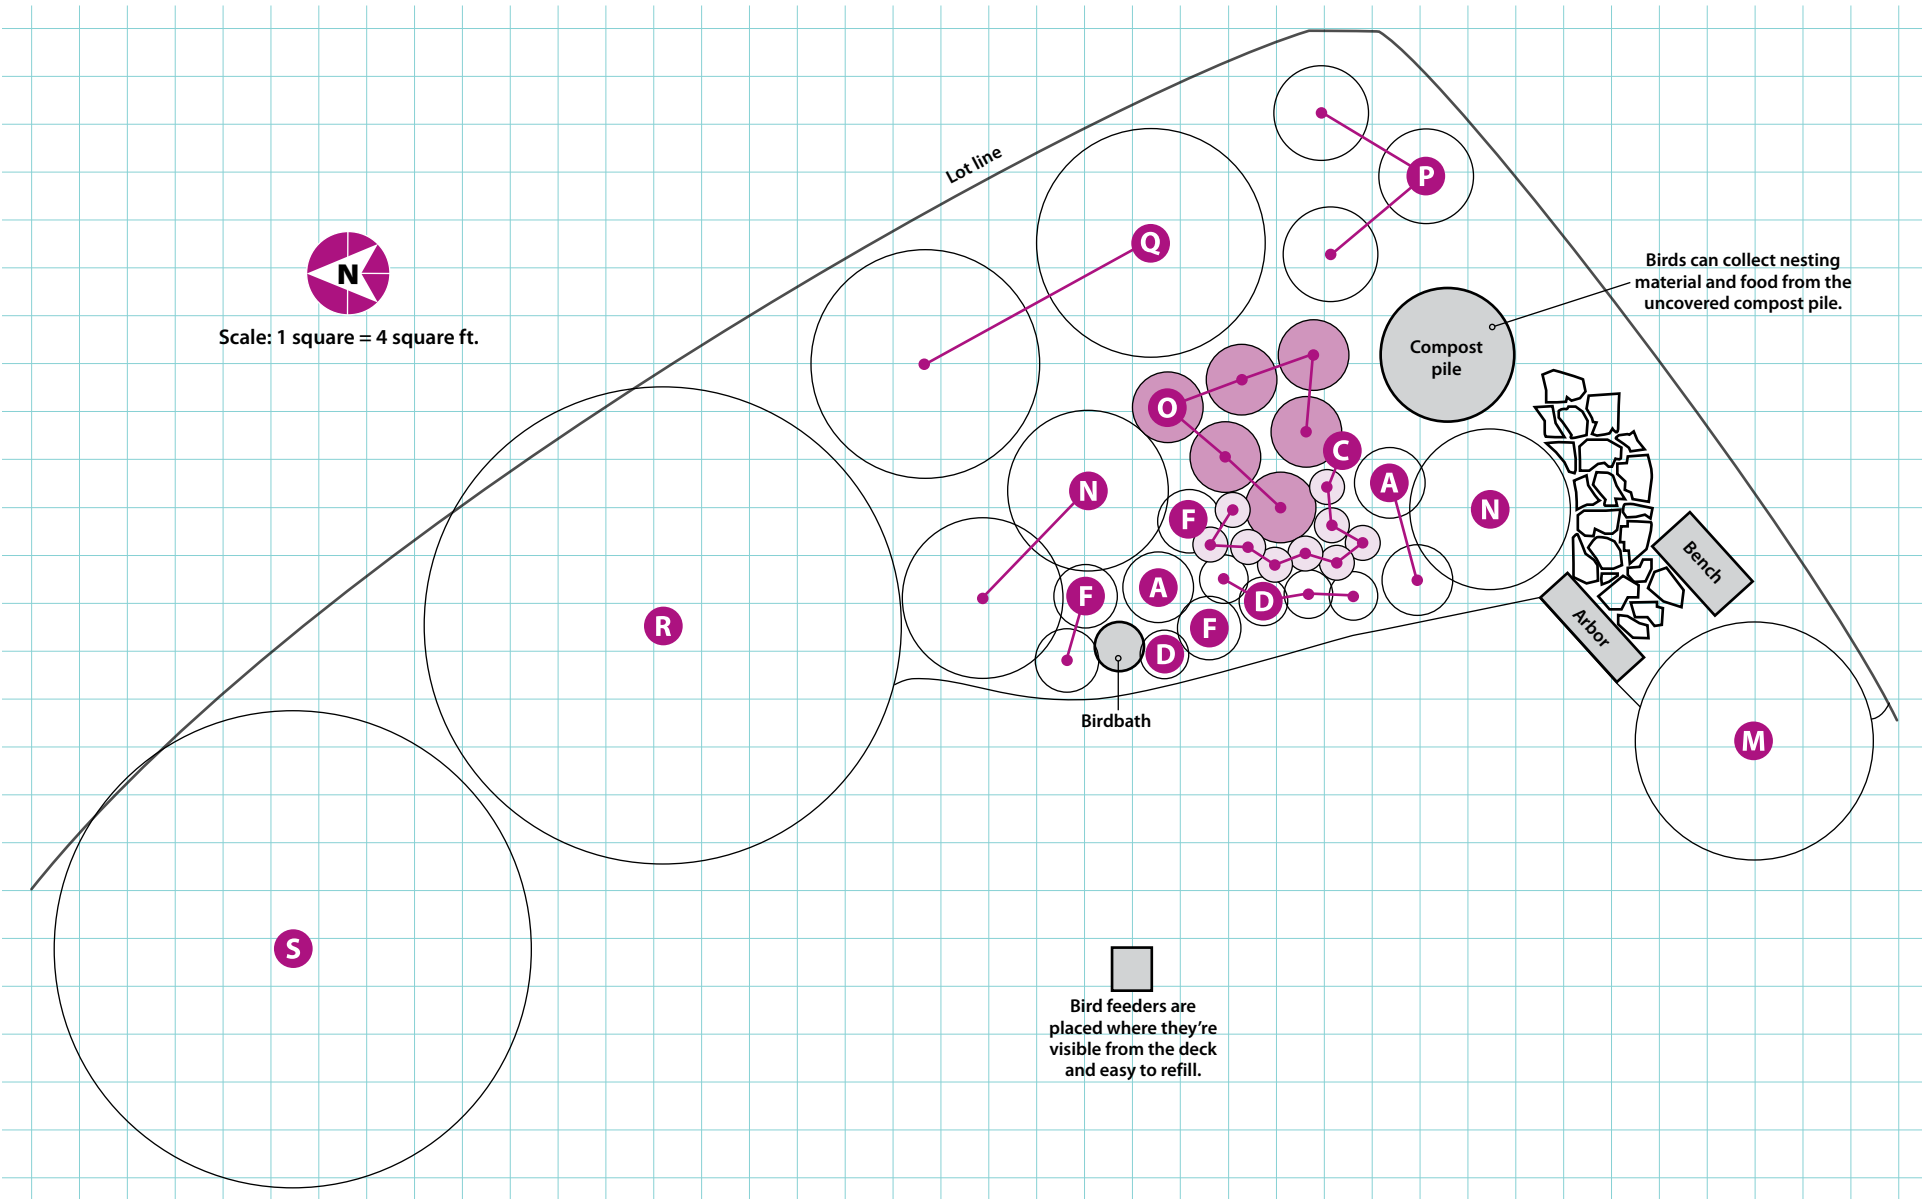 Lot line
P
Q
Birds can collect nesting
material and food from the
uncovered compost pile.
N
Scale: 1 square = 4 square ft.
Compost
pile
O
C
A
N
N
F
Bench
A
F
D
R
F
Arbor
D
Birdbath
M
S
Bird feeders are
placed where they’re
visible from the deck
and easy to refill.